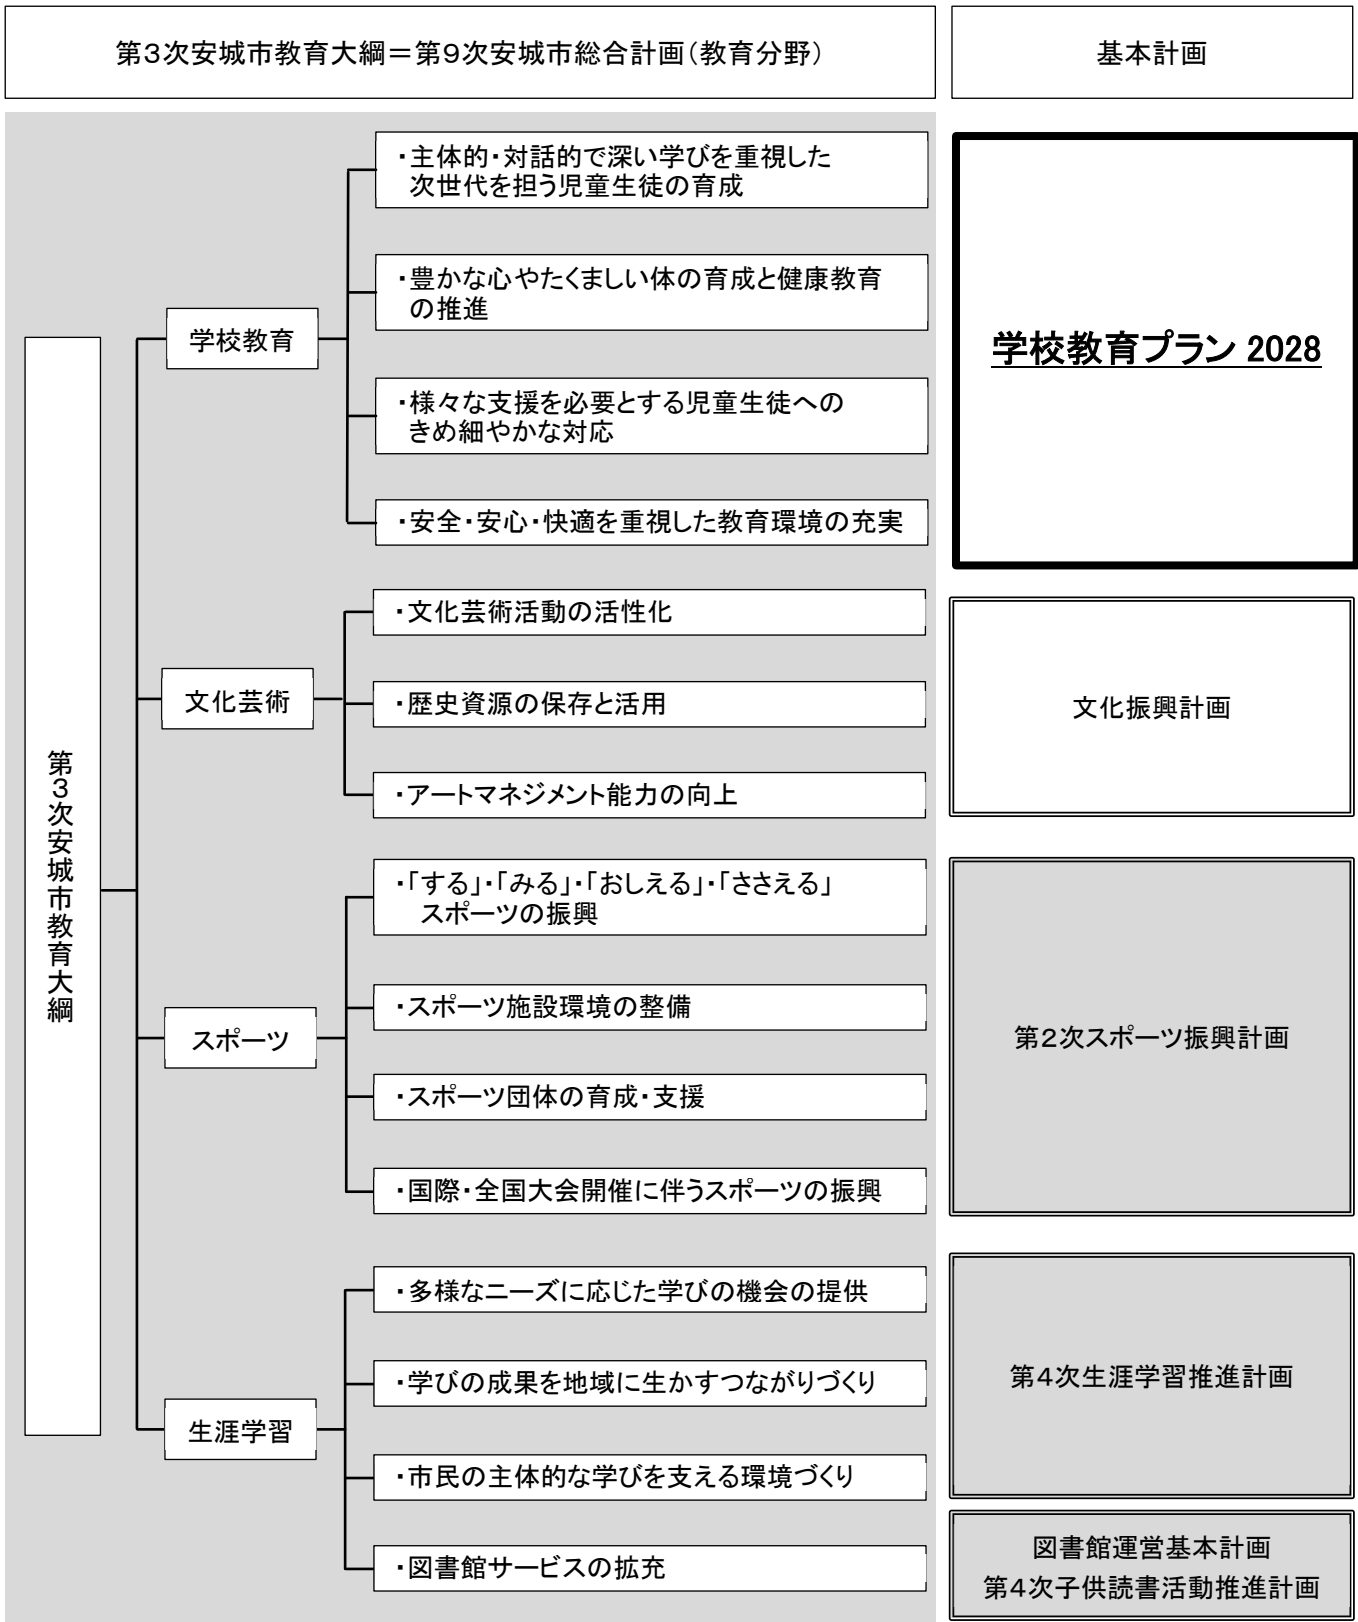 第3次安城市教育大綱＝第9次安城市総合計画(教育分野)
基本計画
第3次安城市教育大綱
学校教育
・主体的・対話的で深い学びを重視した
次世代を担う児童生徒の育成
・豊かな心やたくましい体の育成と健康教育
の推進
・様々な支援を必要とする児童生徒への
きめ細やかな対応
・安全・安心・快適を重視した教育環境の充実
学校教育プラン 2028
文化芸術
・文化芸術活動の活性化
・歴史資源の保存と活用
・アートマネジメント能力の向上
文化振興計画
スポーツ
・「する」・「みる」・「おしえる」・「ささえる」
スポーツの振興
・スポーツ施設環境の整備
・スポーツ団体の育成・支援
・国際・全国大会開催に伴うスポーツの振興
第2次スポーツ振興計画
生涯学習
・多様なニーズに応じた学びの機会の提供
・学びの成果を地域に生かすつながりづくり
・市民の主体的な学びを支える環境づくり
・図書館サービスの拡充
第4次生涯学習推進計画
図書館運営基本計画
第4次子供読書活動推進計画